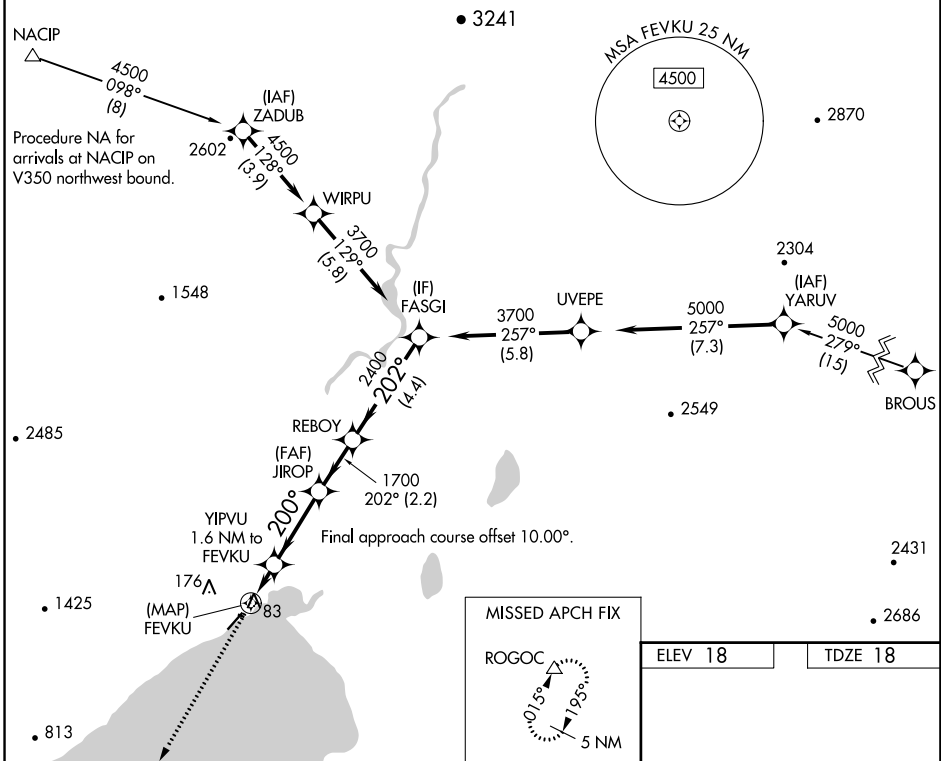 3241
NACIP
4500
098°
(8)
(IAF)
ZADUB
2602
Procedure NA for
arrivals at NACIP on
V350 northwest bound.
4500
128°
(3.9)
WIRPU
3700
129°
(5.8)
MSA FEVKU 25 NM
4500
2870
1548
(IF)
FASGI
3700
257°
(5.8)
UVEPE
5000
257°
(7.3)
2304
(IAF)
YARUV
5000
279°
(15)
BROUS
2400
202°
(4.4)
2549
2485
REBOY
(FAF)
JIROP
1700
202° (2.2)
200°
YIPVU
1.6 NM to
FEVKU
Final approach course offset 10.00°.
2431
176
1425
(MAP)
FEVKU
83
2686
813
MISSED APCH FIX
ROGOC
015°
195°
5 NM
ELEV 18
TDZE 18